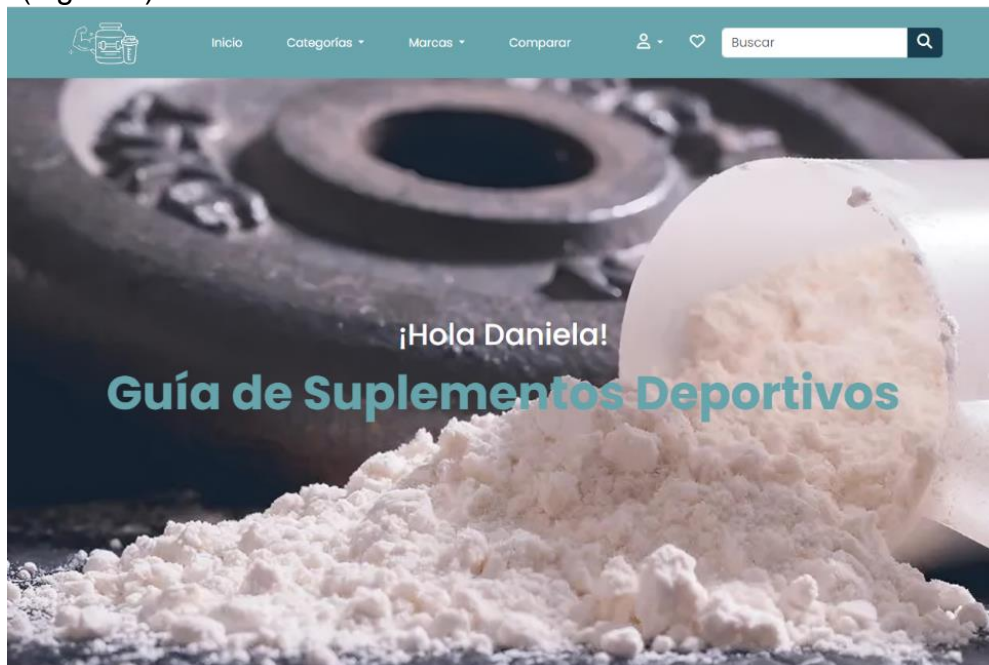 Inicio
Categorías
Marcas
Comparar
Buscar
¡Hola Daniela!
Guía de Suplementos Deportivos